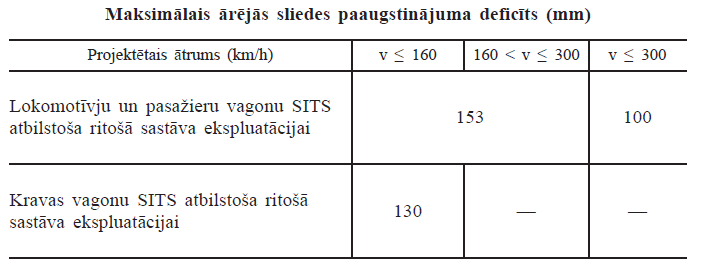 Maksimālais ārējās sliedes paaugstinājuma deficīts (mm)
Projektētais ātrums (km/h) v ≤ 160 160 < v ≤ 300 v ≤ 300
Lokomotīvju un pasažieru vagonu SITS
atbilstoša ritošā sastāva ekspluatācijai
153 100
Kravas vagonu SITS atbilstoša ritošā
sastāva ekspluatācijai
130 — —